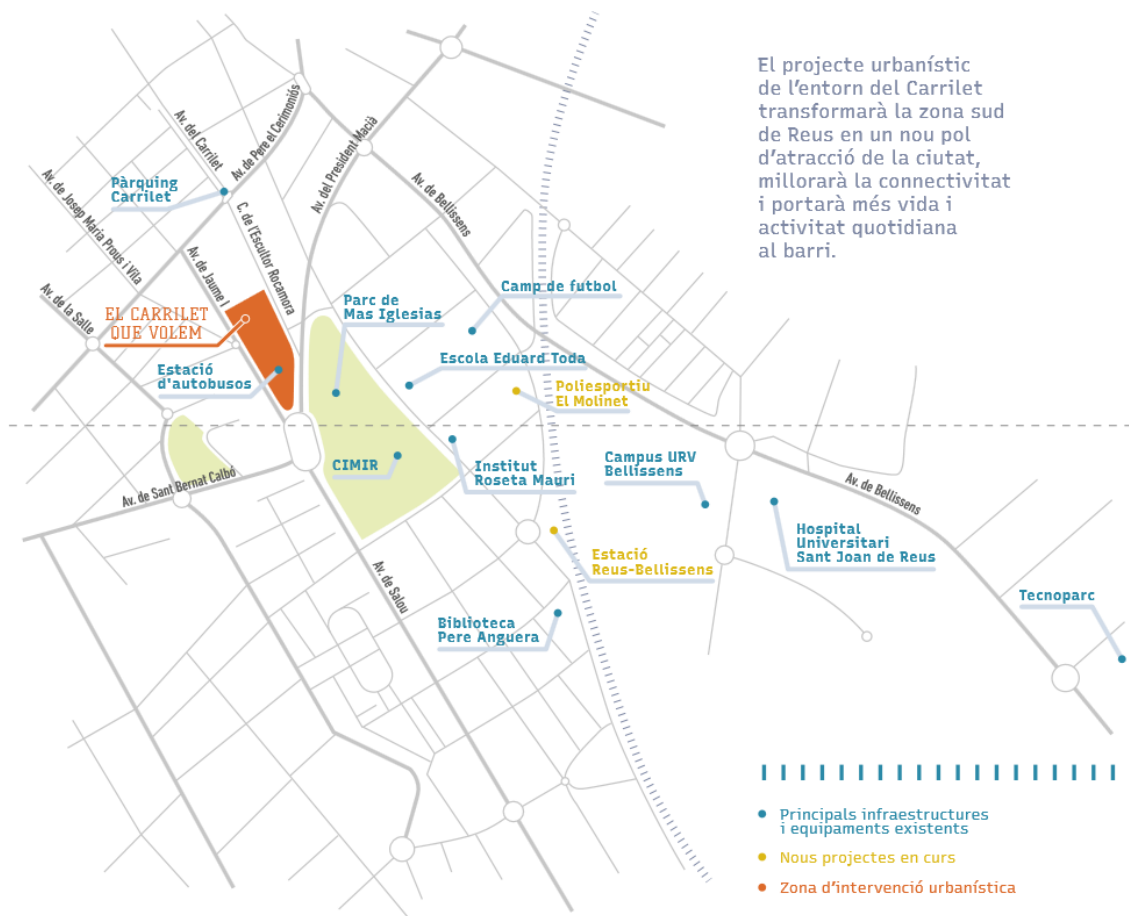 El projecte urbanístic
de l'entorn del Carrilet
transformarà la zona sud
de Reus en un nou pol
d'atracció de la ciutat,
millorarà la connectivitat
i portarà més vida i
activitat quotidiana
al barri.
Av. del Carrilet
Av. de Pere el Cerimoniós
Av. del President Macià
Av. de Bellissens
Pàrquing
Carrilet
Av. de Josep Maria Prous i Vila
C. de l'Escultor Rocamora
Av. de Jaume I
Av. de la Salle
EL CARRILET
QUE VOLEM
Parc de
Mas Iglesias
Camp de futbol
Estació
d'autobusos
Escola Eduard Toda
Poliesportiu
El Molinet
CIMIR
Institut
Roseta Mauri
Campus URV
Bellissens
Av. de Sant Bernat Calbó
Av. de Bellissens
Hospital
Universitari
Sant Joan de Reus
Estació
Reus-Bellissens
Av. de Salou
Biblioteca
Pere Anguera
Tecnoparc
Principals infraestructures
i equipaments existents
Nous projectes en curs
Zona d'intervenció urbanística